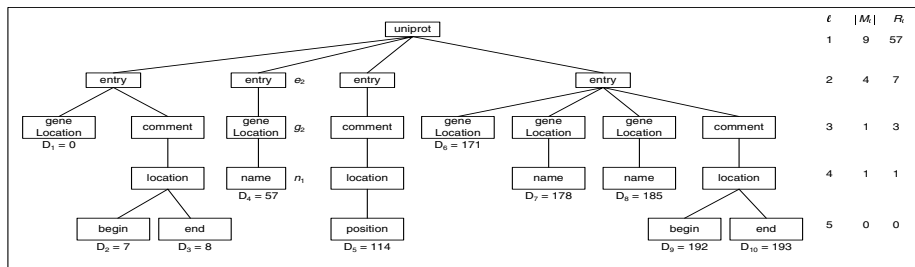 uniprot ℓ |Mₗ| Rₗ
1 9 57
entry entry e₂ entry entry 2 4 7
gene Location comment gene Location g₂ comment gene Location gene Location gene Location comment 3 1 3
D₁ = 0 D₆ = 171
location name n₁ location name name location 4 1 1
D₄ = 57 D₇ = 178 D₈ = 185
begin end position begin end 5 0 0
D₂ = 7 D₃ = 8 D₅ = 114 D₉ = 192 D₁₀ = 193